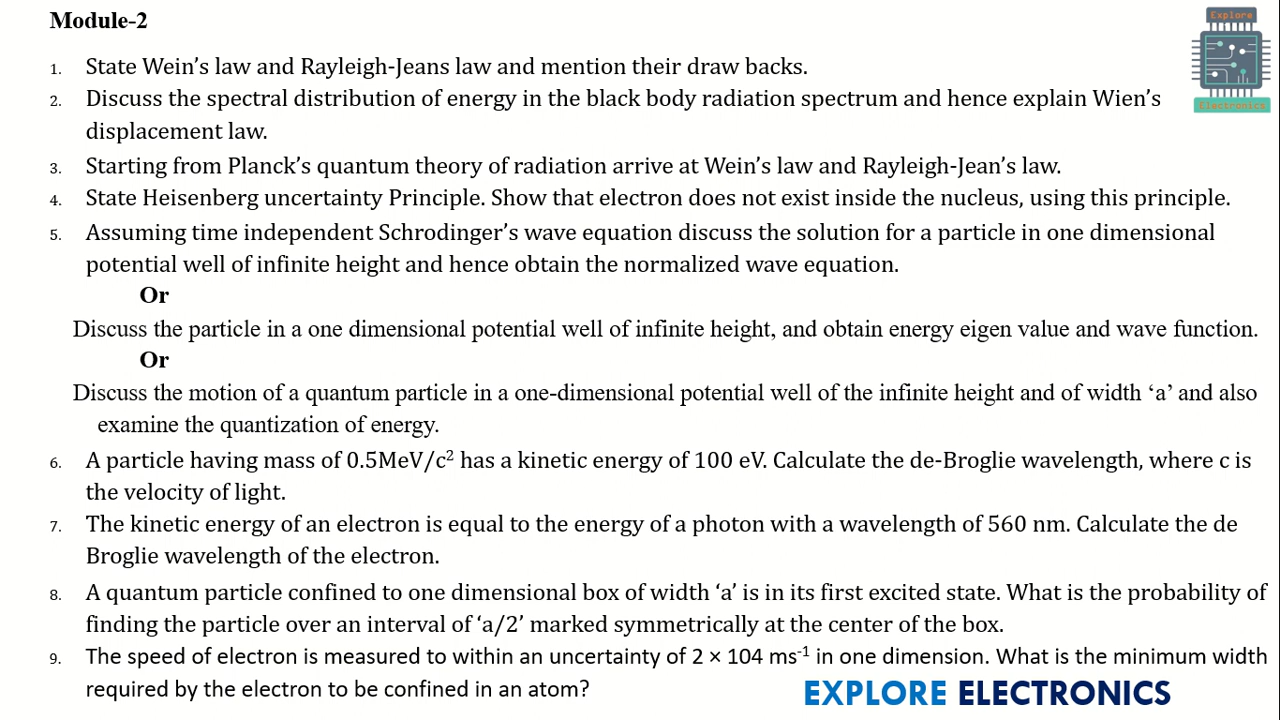 Module-2
Explore
1. State Wein’s law and Rayleigh-Jeans law and mention their draw backs.
2. Discuss the spectral distribution of energy in the black body radiation spectrum and hence explain Wien’s
Electronics
displacement law.
3. Starting from Planck’s quantum theory of radiation arrive at Wein’s law and Rayleigh-Jean’s law.
4. State Heisenberg uncertainty Principle. Show that electron does not exist inside the nucleus, using this principle.
5. Assuming time independent Schrodinger’s wave equation discuss the solution for a particle in one dimensional
potential well of infinite height and hence obtain the normalized wave equation.
Or
Discuss the particle in a one dimensional potential well of infinite height, and obtain energy eigen value and wave function.
Or
Discuss the motion of a quantum particle in a one-dimensional potential well of the infinite height and of width ‘a’ and also
examine the quantization of energy.
6. A particle having mass of 0.5MeV/c² has a kinetic energy of 100 eV. Calculate the de-Broglie wavelength, where c is
the velocity of light.
7. The kinetic energy of an electron is equal to the energy of a photon with a wavelength of 560 nm. Calculate the de
Broglie wavelength of the electron.
8. A quantum particle confined to one dimensional box of width ‘a’ is in its first excited state. What is the probability of
finding the particle over an interval of ‘a/2’ marked symmetrically at the center of the box.
9. The speed of electron is measured to within an uncertainty of 2 × 104 ms⁻¹ in one dimension. What is the minimum width
required by the electron to be confined in an atom?
EXPLORE ELECTRONICS